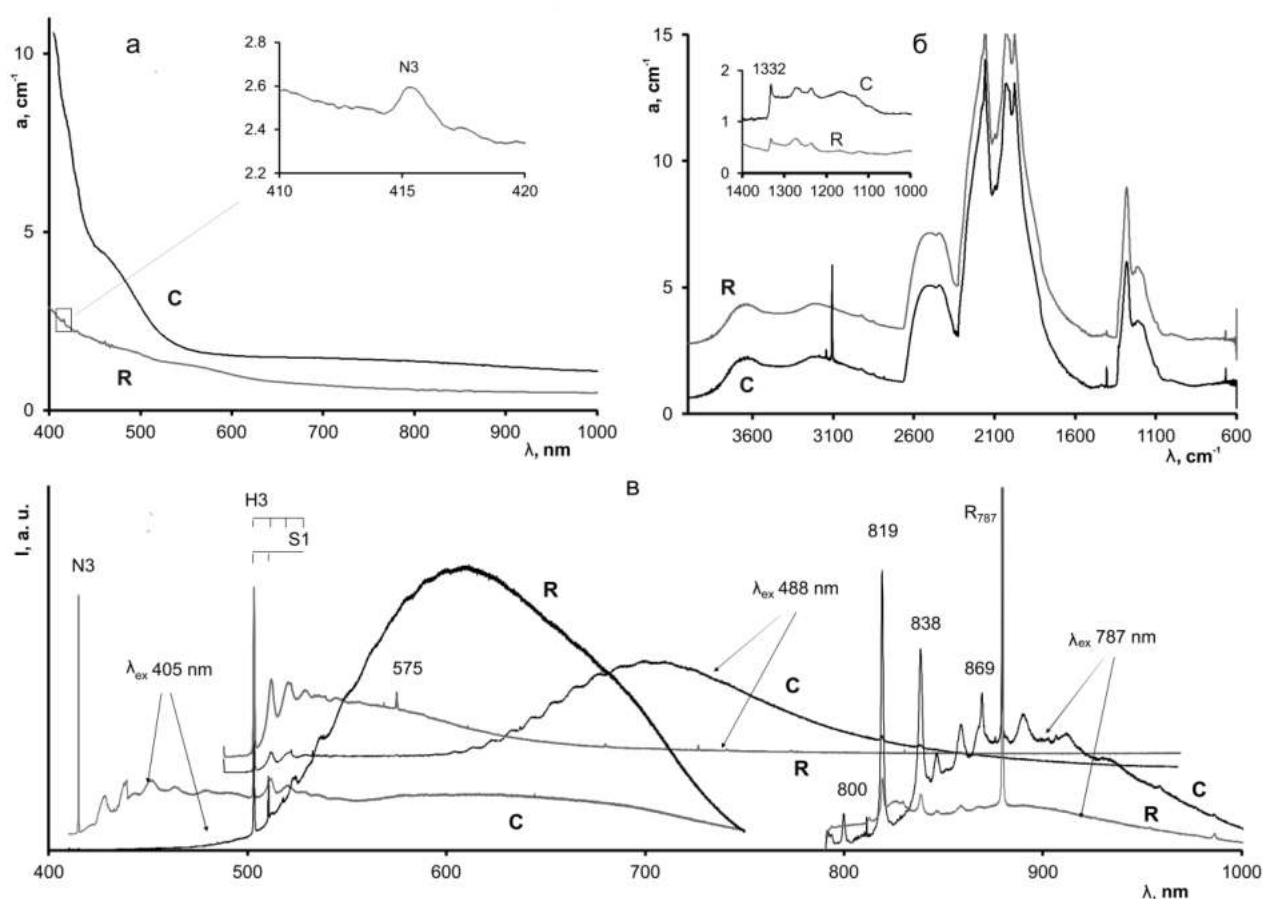 а
a, cm⁻¹
10
5
0
400 500 600 700 800 900 1000
λ, nm
C
R
2.8
2.6
2.4
2.2
410 415 420
N3
б
a, cm⁻¹
15
10
5
0
3600 3100 2600 2100 1600 1100 600
λ, cm⁻¹
R
C
2
1
0
1400 1300 1200 1100 1000
1332
C
R
В
I, a. u.
N3
H3
S1
λex 405 nm
575
R
C
λex 488 nm
C
R
819
838
869
800
R787
λex 787 nm
C
R
400 500 600 700 800 900 1000
λ, nm